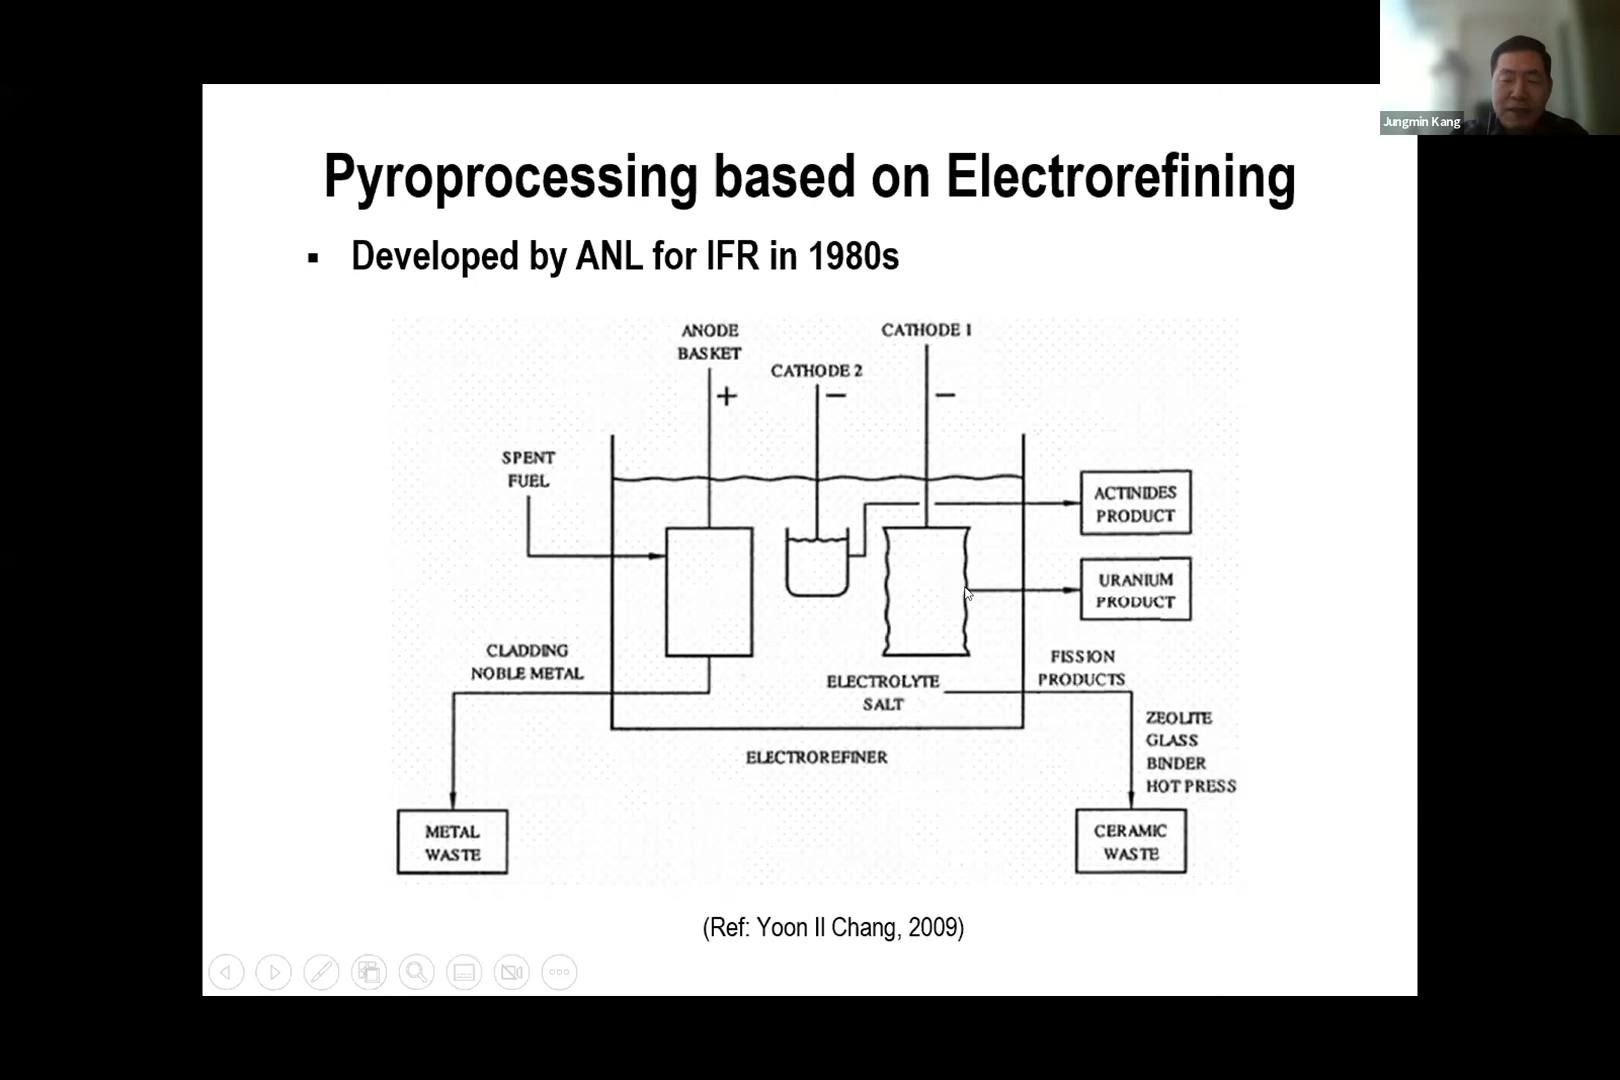 Jungmin Kang
Pyroprocessing based on Electrorefining
▪ Developed by ANL for IFR in 1980s
ANODE
BASKET
CATHODE 1
CATHODE 2
+
−
−
SPENT
FUEL
ACTINIDES
PRODUCT
URANIUM
PRODUCT
CLADDING
NOBLE METAL
FISSION
PRODUCTS
ELECTROLYTE
SALT
ZEOLITE
GLASS
BINDER
HOT PRESS
ELECTROREFINER
METAL
WASTE
CERAMIC
WASTE
(Ref: Yoon Il Chang, 2009)